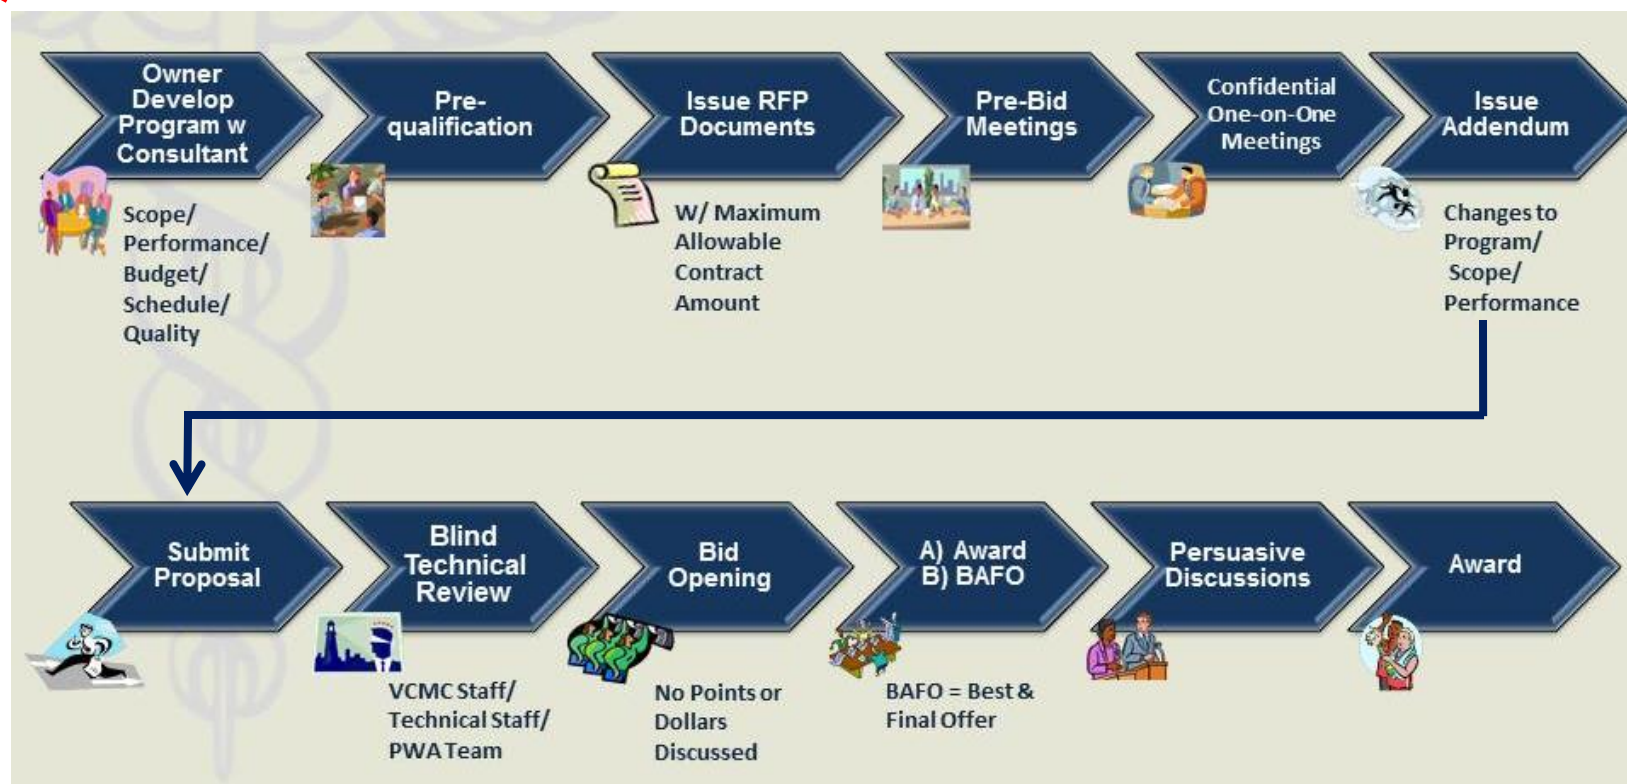 Owner
Develop
Program w
Consultant
Scope/
Performance/
Budget/
Schedule/
Quality
Pre-
qualification
Issue RFP
Documents
W/ Maximum
Allowable
Contract
Amount
Pre-Bid
Meetings
Confidential
One-on-One
Meetings
Issue
Addendum
Changes to
Program/
Scope/
Performance
Submit
Proposal
Blind
Technical
Review
VCMC Staff/
Technical Staff/
PWA Team
Bid
Opening
No Points or
Dollars
Discussed
A) Award
B) BAFO
BAFO = Best &
Final Offer
Persuasive
Discussions
Award